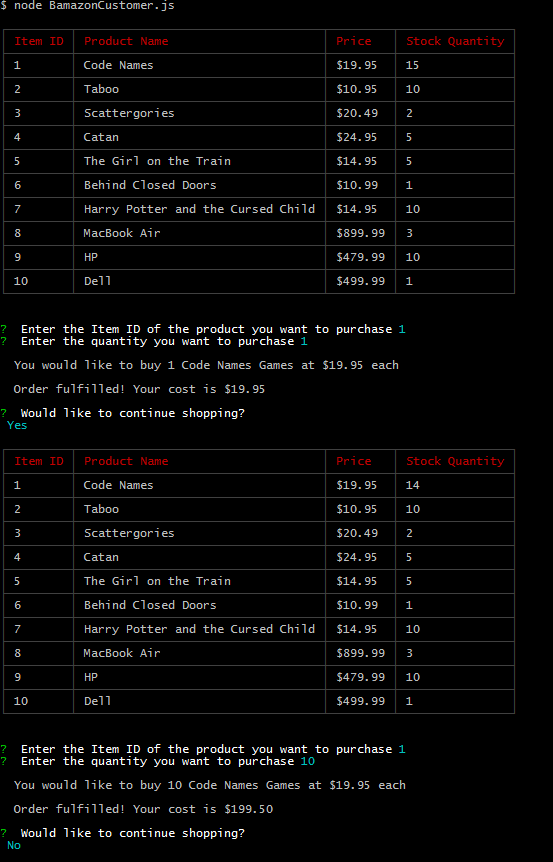 $ node BamazonCustomer.js
Item ID Product Name Price Stock Quantity
1 Code Names $19.95 15
2 Taboo $10.95 10
3 Scattergories $20.49 2
4 Catan $24.95 5
5 The Girl on the Train $14.95 5
6 Behind Closed Doors $10.99 1
7 Harry Potter and the Cursed Child $14.95 10
8 MacBook Air $899.99 3
9 HP $479.99 10
10 Dell $499.99 1
? Enter the Item ID of the product you want to purchase 1
? Enter the quantity you want to purchase 1
You would like to buy 1 Code Names Games at $19.95 each
Order fulfilled! Your cost is $19.95
? Would like to continue shopping?
Yes
Item ID Product Name Price Stock Quantity
1 Code Names $19.95 14
2 Taboo $10.95 10
3 Scattergories $20.49 2
4 Catan $24.95 5
5 The Girl on the Train $14.95 5
6 Behind Closed Doors $10.99 1
7 Harry Potter and the Cursed Child $14.95 10
8 MacBook Air $899.99 3
9 HP $479.99 10
10 Dell $499.99 1
? Enter the Item ID of the product you want to purchase 1
? Enter the quantity you want to purchase 10
You would like to buy 10 Code Names Games at $19.95 each
Order fulfilled! Your cost is $199.50
? Would like to continue shopping?
No